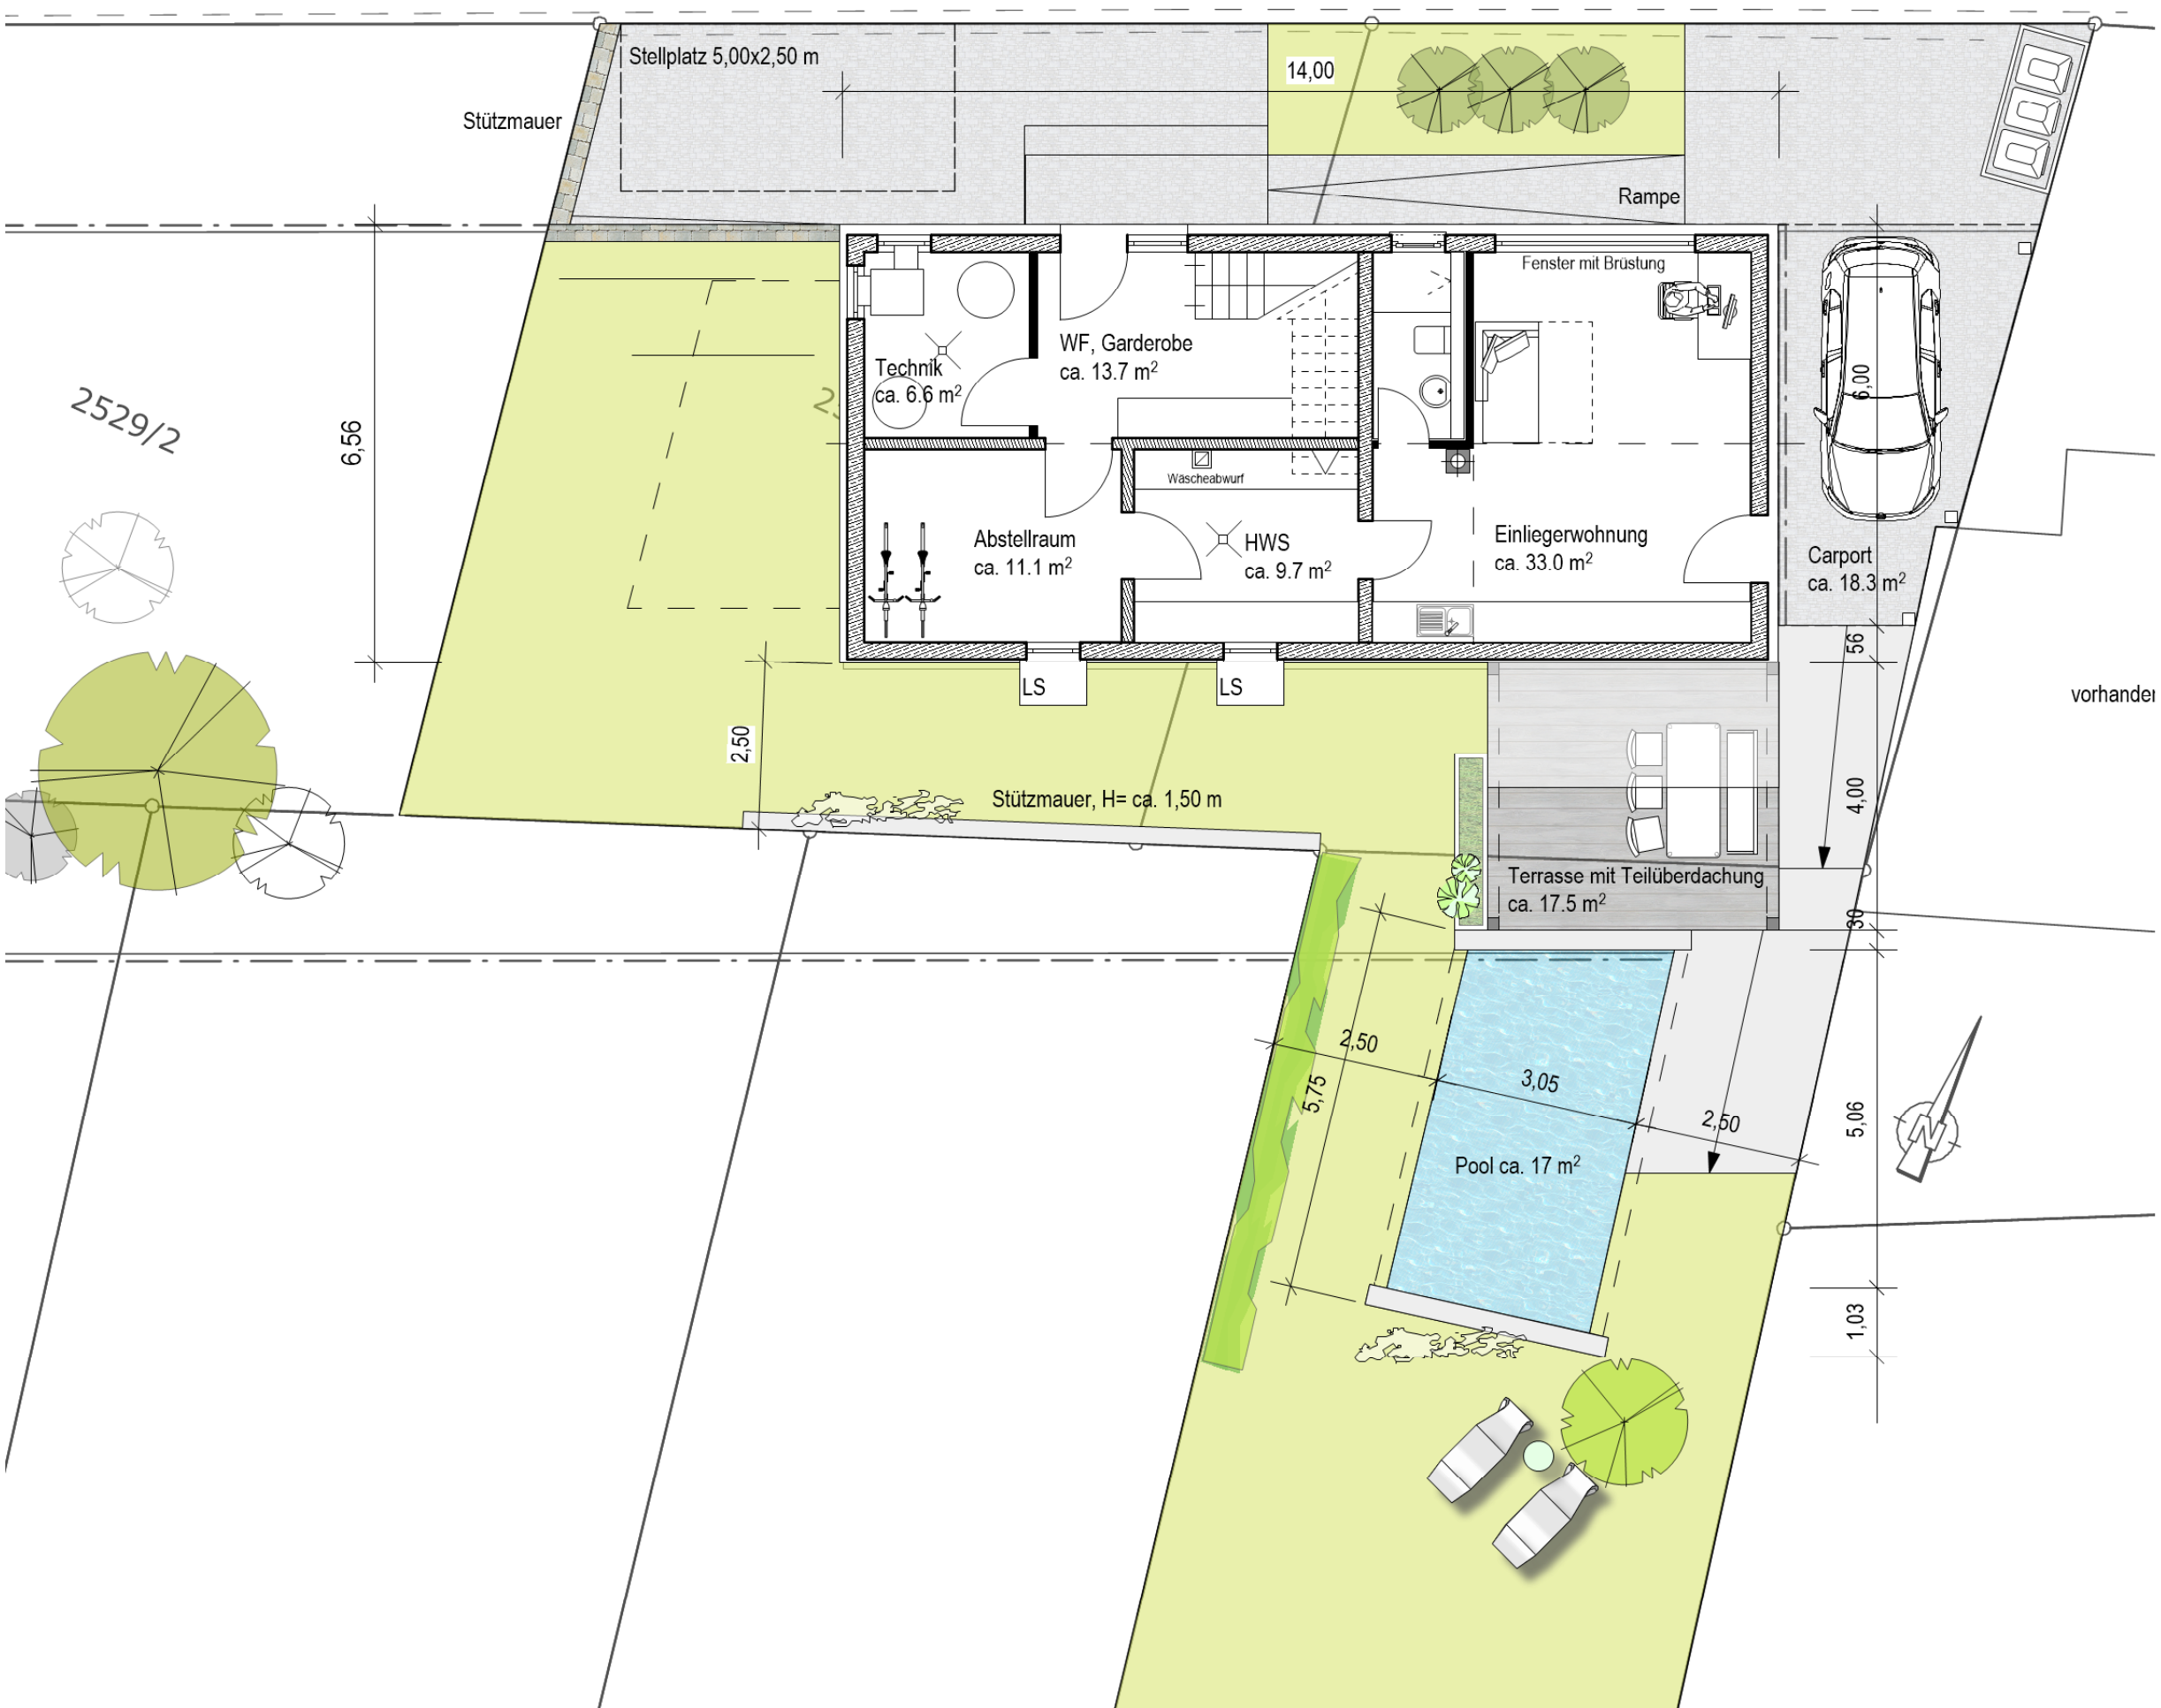 Stellplatz 5,00x2,50 m
14,00
Stützmauer
Rampe
Fenster mit Brüstung
WF, Garderobe
ca. 13.7 m²
Technik
ca. 6.6 m²
6,00
2529/2
6,56
Wäscheabwurf
Abstellraum
ca. 11.1 m²
HWS
ca. 9.7 m²
Einliegerwohnung
ca. 33.0 m²
Carport
ca. 18.3 m²
56
LS
LS
2,50
4,00
Stützmauer, H= ca. 1,50 m
Terrasse mit Teilüberdachung
ca. 17.5 m²
30
2,50
3,05
5,75
2,50
5,06
N
Pool ca. 17 m²
1,03